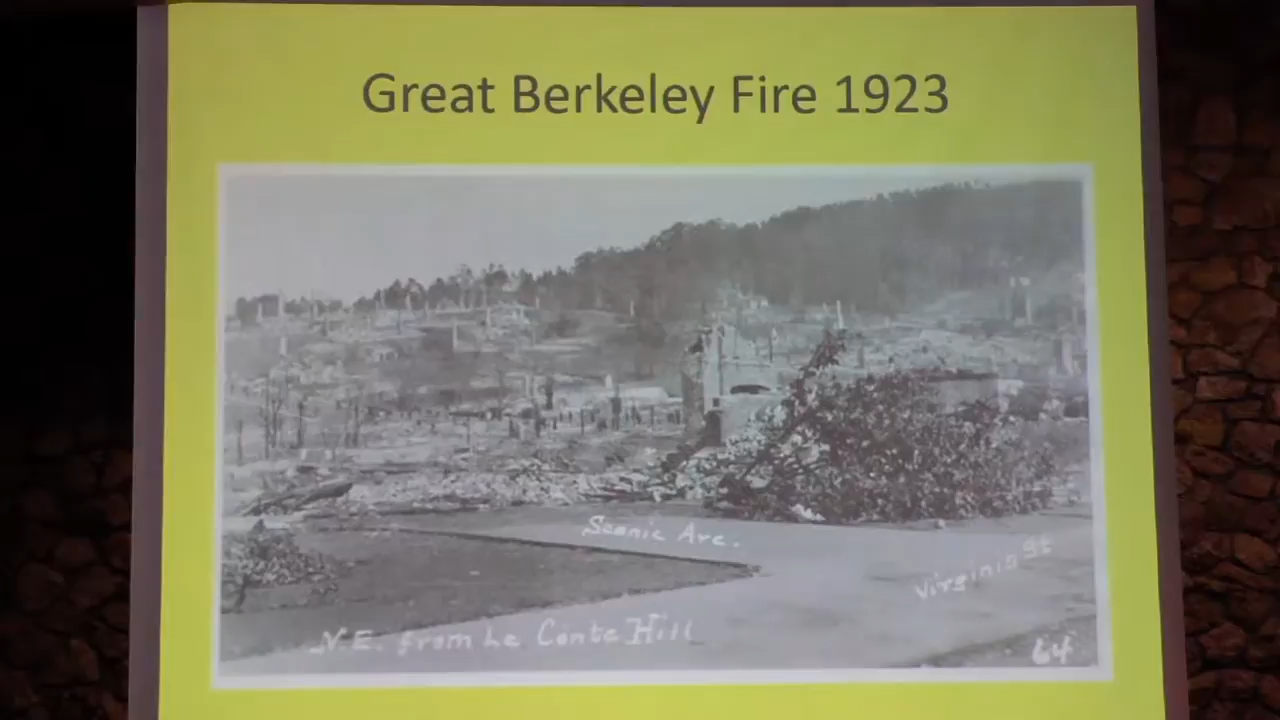 Great Berkeley Fire 1923
Scenic Ave.
Virginia St
N.E. from Le Conte Hill
64